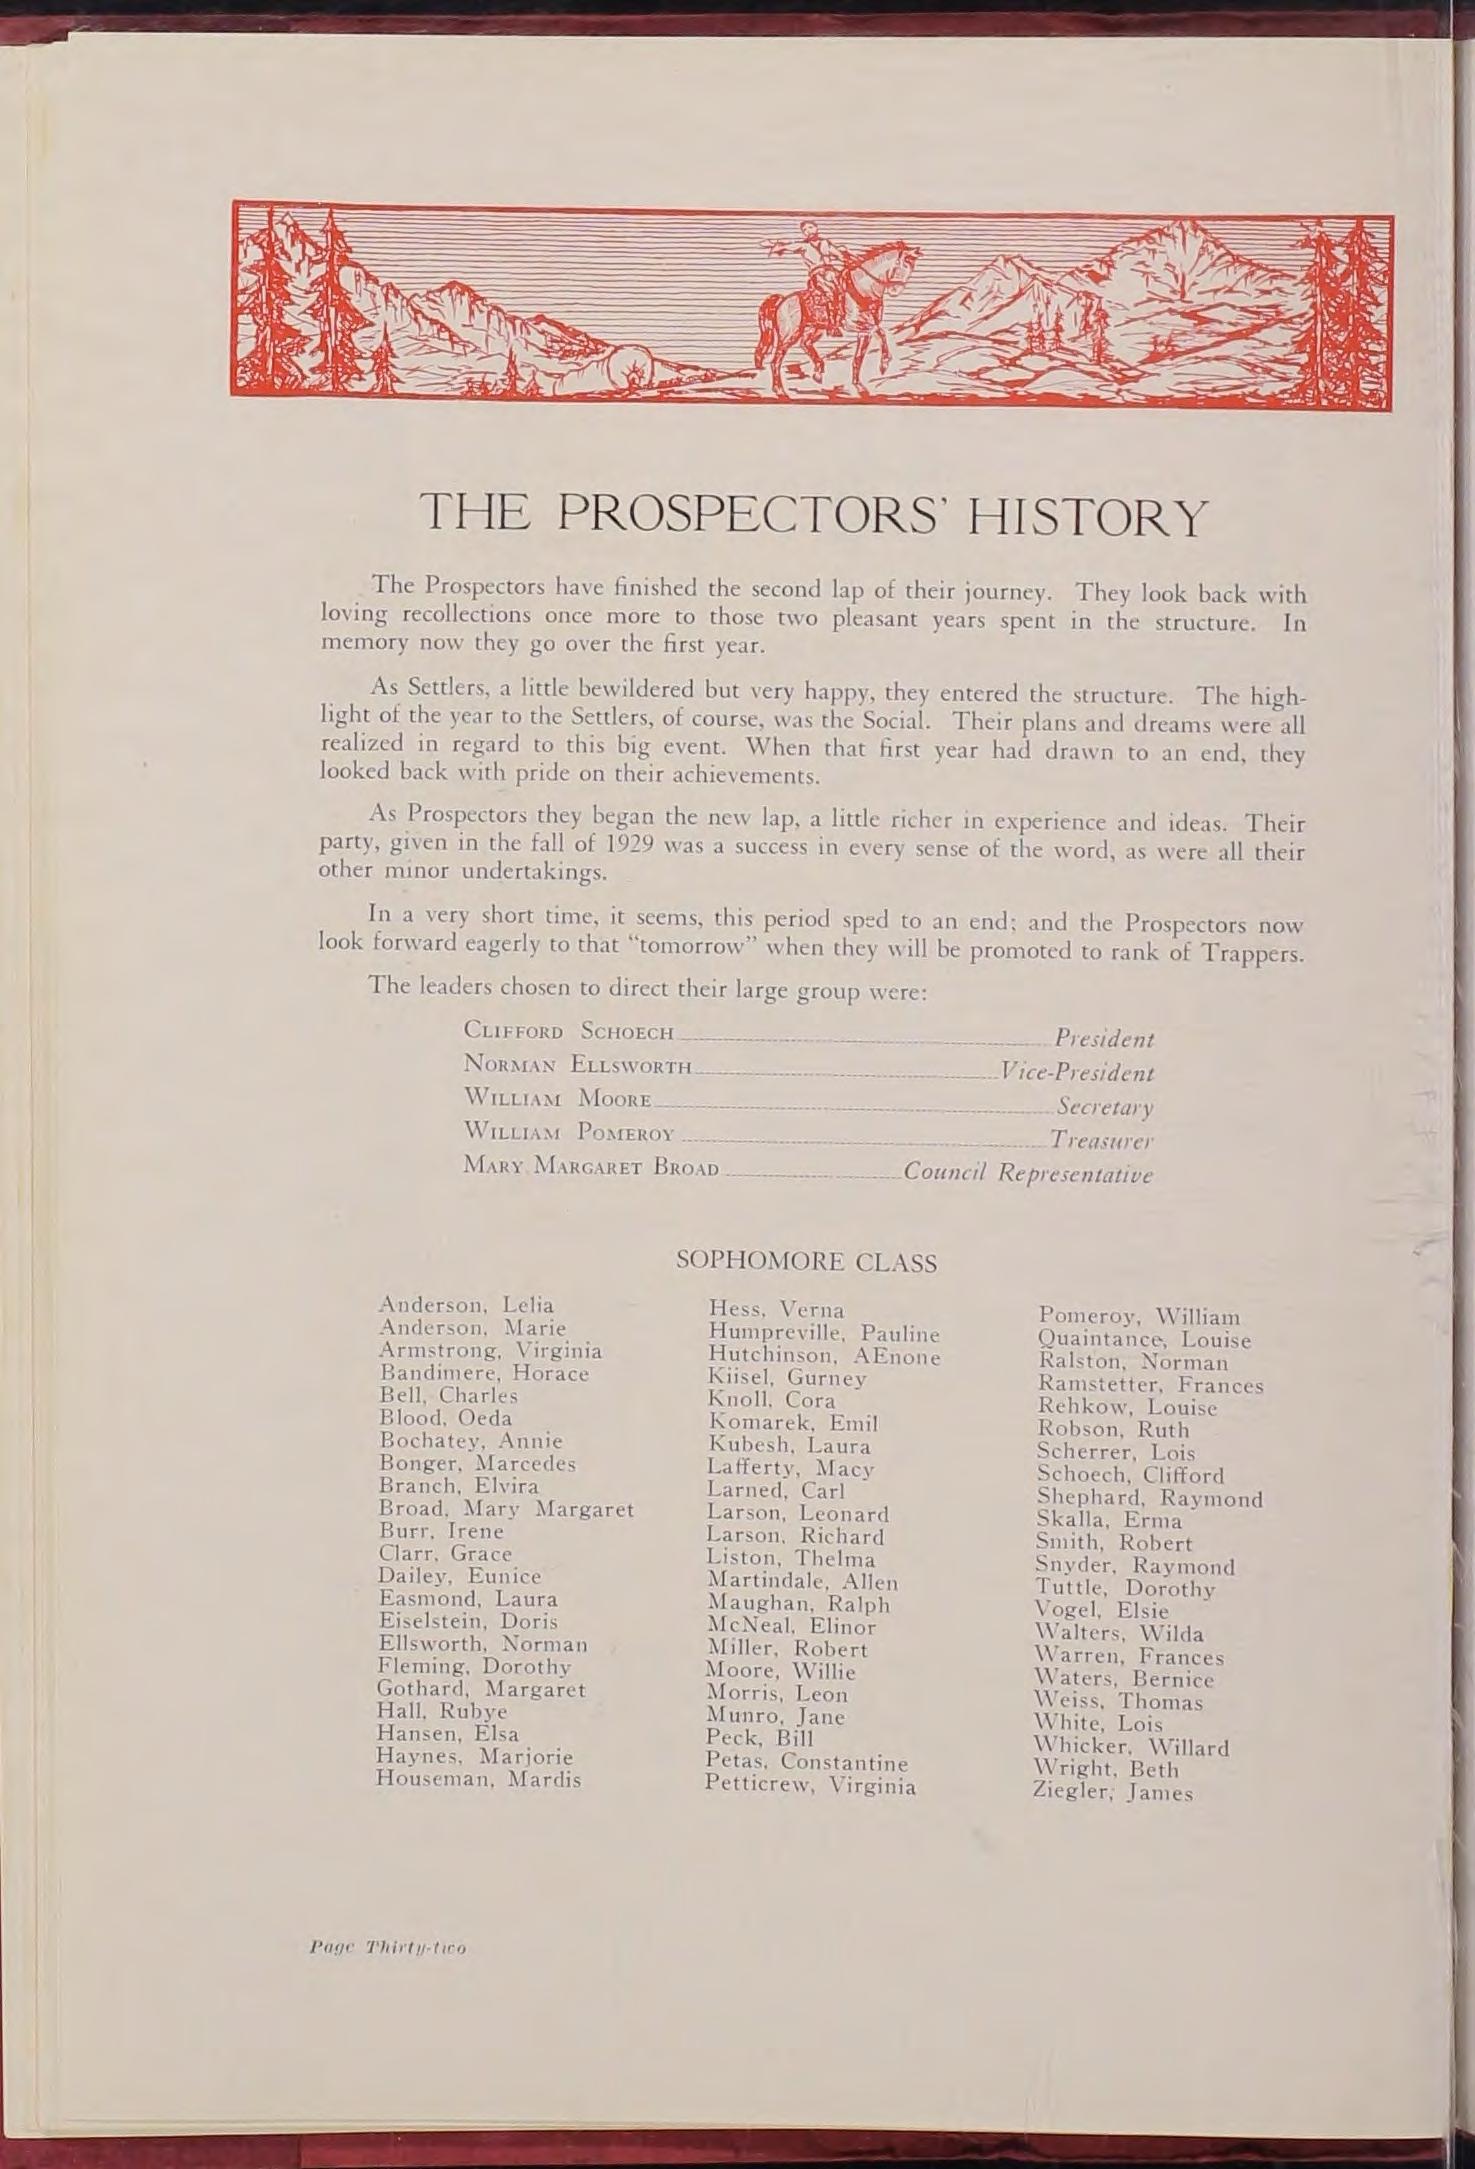 THE PROSPECTORS' HISTORY
The Prospectors have finished the second lap of their journey. They look back with
loving recollections once more to those two pleasant years spent in the structure. In
memory now they go over the first year.
As Settlers, a little bewildered but very happy, they entered the structure. The high-
light of the year to the Settlers, of course, was the Social. Their plans and dreams were all
realized in regard to this big event. When that first year had drawn to an end, they
looked back with pride on their achievements.
As Prospectors they began the new lap, a little richer in experience and ideas. Their
party, given in the fall of 1929 was a success in every sense of the word, as were all their
other minor undertakings.
In a very short time, it seems, this period sped to an end; and the Prospectors now
look forward eagerly to that "tomorrow" when they will be promoted to rank of Trappers.
The leaders chosen to direct their large group were:
CLIFFORD SCHOECH President
NORMAN ELLSWORTH Vice-President
WILLIAM MOORE Secretary
WILLIAM POMEROY Treasurer
MARY MARGARET BROAD Council Representative
SOPHOMORE CLASS
Anderson, Lelia
Anderson, Marie
Armstrong, Virginia
Bandimere, Horace
Bell, Charles
Blood, Oeda
Bochatey, Annie
Bonger, Marcedes
Branch, Elvira
Broad, Mary Margaret
Burr, Irene
Clarr, Grace
Dailey, Eunice
Easmond, Laura
Eiselstein, Doris
Ellsworth, Norman
Fleming, Dorothy
Gothard, Margaret
Hall, Rubye
Hansen, Elsa
Haynes, Marjorie
Houseman, Mardis
Hess, Verna
Humpreville, Pauline
Hutchinson, AEnone
Kiisel, Gurney
Knoll, Cora
Komarek, Emil
Kubesh, Laura
Lafferty, Macy
Larned, Carl
Larson, Leonard
Larson, Richard
Liston, Thelma
Martindale, Allen
Maughan, Ralph
McNeal, Elinor
Miller, Robert
Moore, Willie
Morris, Leon
Munro, Jane
Peck, Bill
Petas, Constantine
Petticrew, Virginia
Pomeroy, William
Quaintance, Louise
Ralston, Norman
Ramstetter, Frances
Rehkow, Louise
Robson, Ruth
Scherrer, Lois
Schoech, Clifford
Shephard, Raymond
Skalla, Erma
Smith, Robert
Snyder, Raymond
Tuttle, Dorothy
Vogel, Elsie
Walters, Wilda
Warren, Frances
Waters, Bernice
Weiss, Thomas
White, Lois
Whicker, Willard
Wright, Beth
Ziegler, James
Page Thirty-two